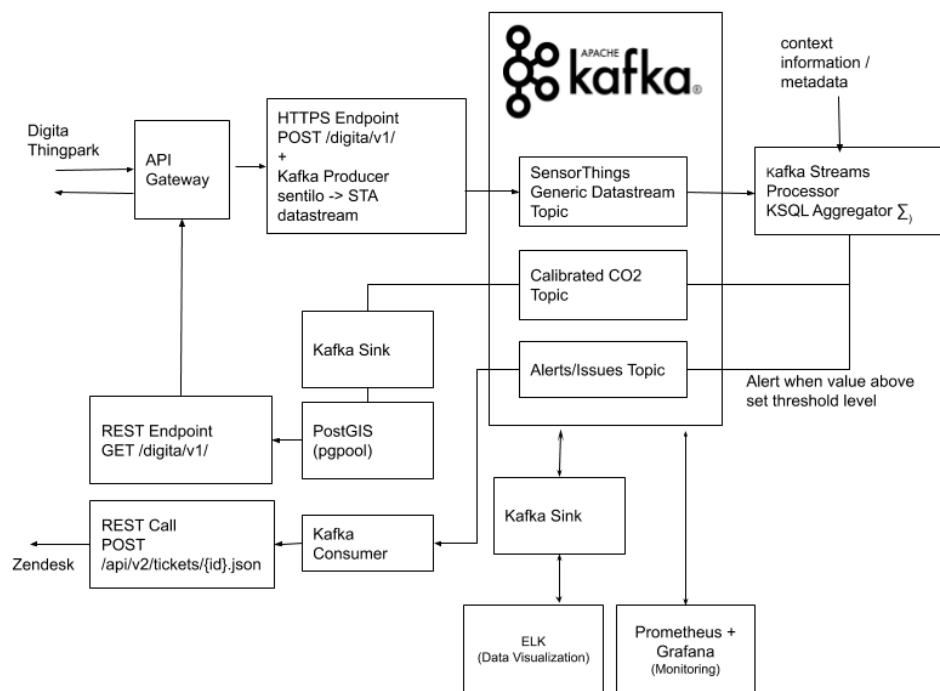 APACHE
kafka®
context
information /
metadata
Digita
Thingpark
API
Gateway
HTTPS Endpoint
POST /digita/v1/
+
Kafka Producer
sentilo -> STA
datastream
SensorThings
Generic Datastream
Topic
Kafka Streams
Processor
KSQL Aggregator ∑,)
Calibrated CO2
Topic
Kafka Sink
Alerts/Issues Topic
Alert when value above
set threshold level
REST Endpoint
GET /digita/v1/
PostGIS
(pgpool)
Kafka Sink
REST Call
POST
/api/v2/tickets/{id}.json
Kafka
Consumer
Zendesk
ELK
(Data Visualization)
Prometheus +
Grafana
(Monitoring)